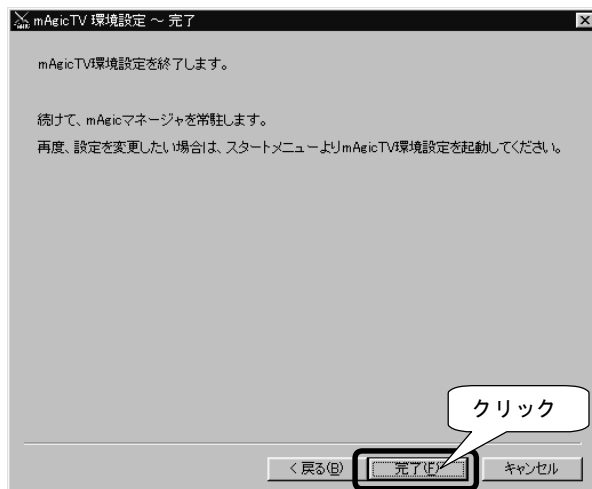 mAgicTV 環境設定 ～ 完了
mAgicTV環境設定を終了します。
続けて、mAgicマネージャを常駐します。
再度、設定を変更したい場合は、スタートメニューよりmAgicTV環境設定を起動してください。
クリック
< 戻る(B)
完了(F)
キャンセル